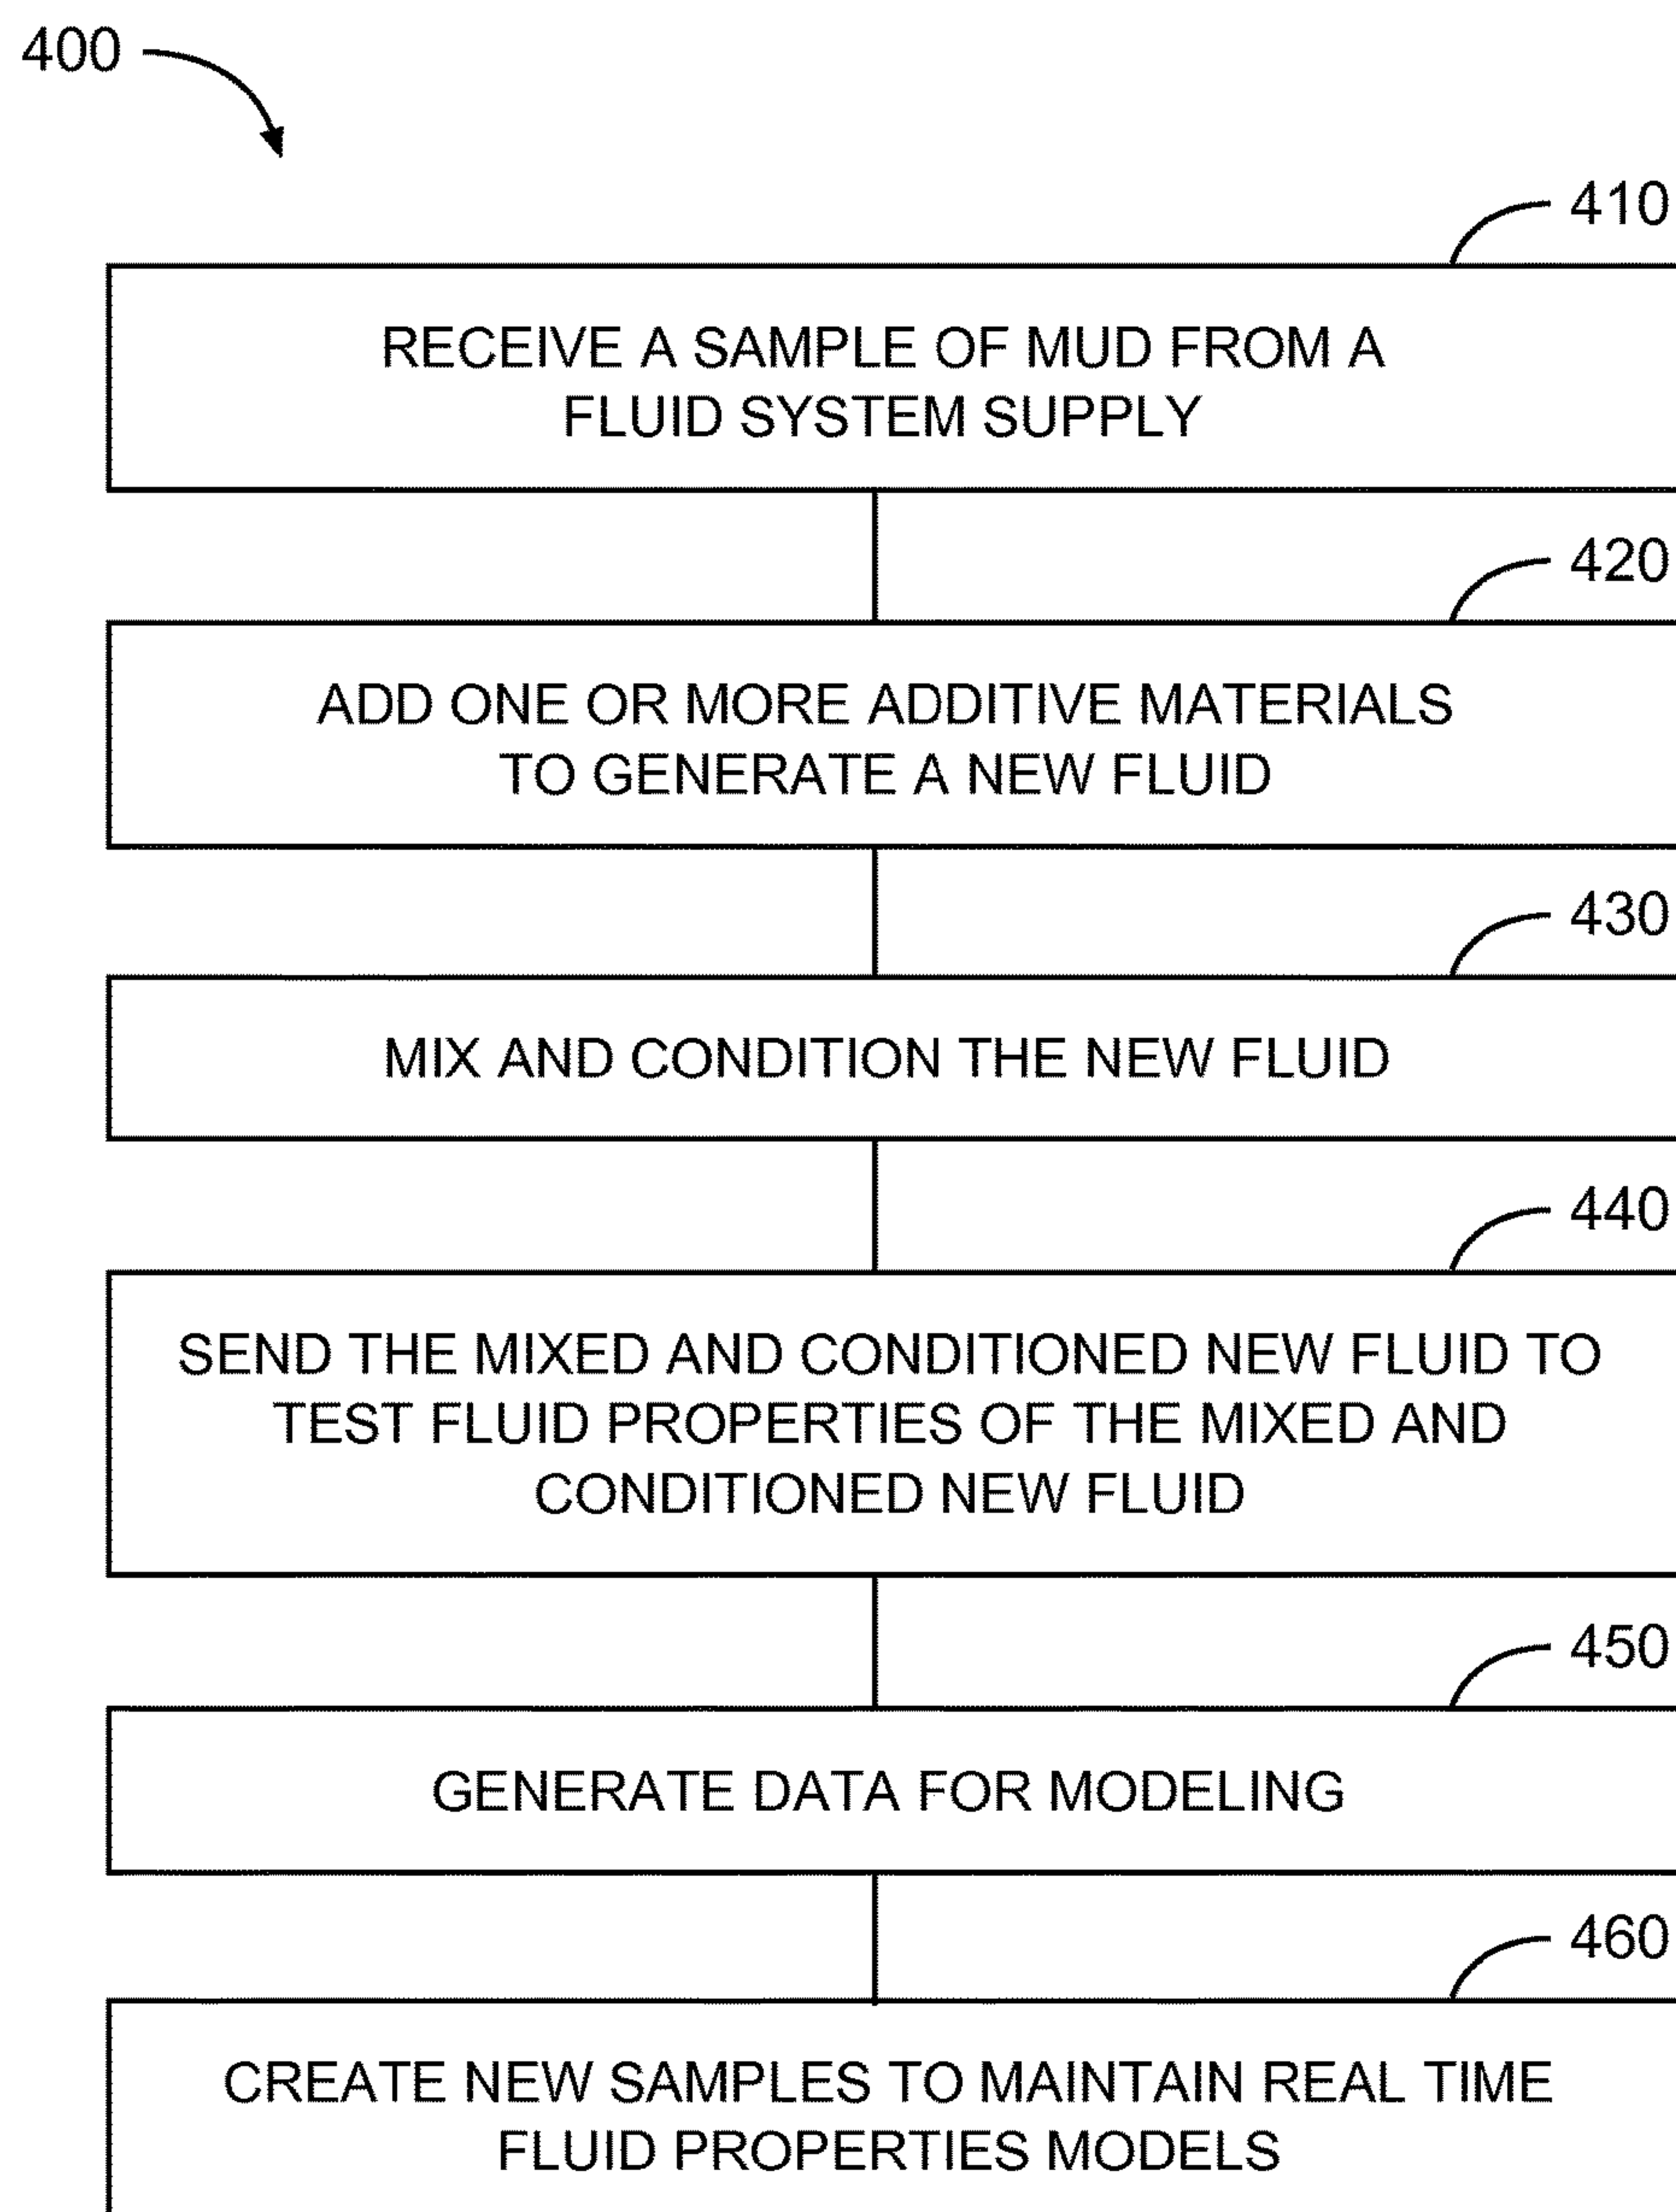 400
410
RECEIVE A SAMPLE OF MUD FROM A
FLUID SYSTEM SUPPLY
420
ADD ONE OR MORE ADDITIVE MATERIALS
TO GENERATE A NEW FLUID
430
MIX AND CONDITION THE NEW FLUID
440
SEND THE MIXED AND CONDITIONED NEW FLUID TO
TEST FLUID PROPERTIES OF THE MIXED AND
CONDITIONED NEW FLUID
450
GENERATE DATA FOR MODELING
460
CREATE NEW SAMPLES TO MAINTAIN REAL TIME
FLUID PROPERTIES MODELS